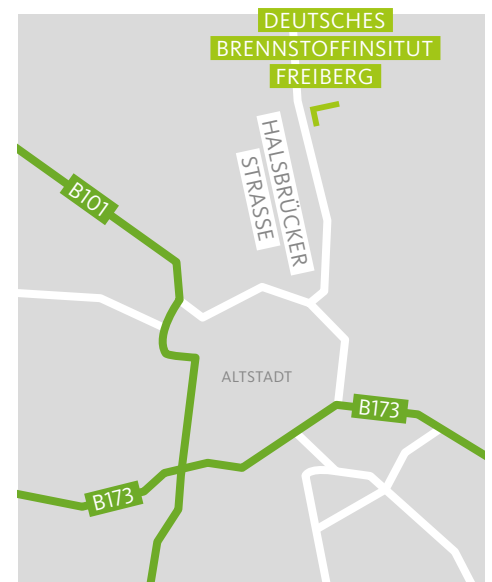 DEUTSCHES
BRENNSTOFFINSITUT
FREIBERG
HALSBRÜCKER
STRASSE
B101
ALTSTADT
B173
B173